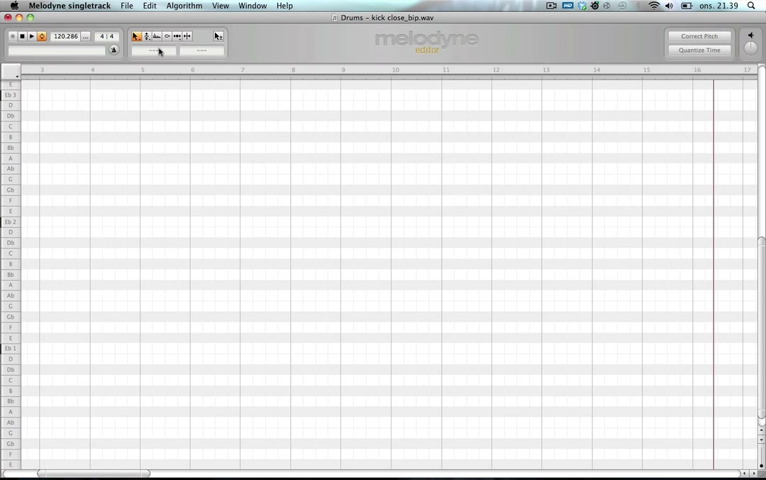 Melodyne singletrack File Edit Algorithm View Window Help ons. 21.39
Drums - kick close_bip.wav
120.286 ... 4 | 4
melodyne
editor
Correct Pitch
Quantize Time
3 4 5 6 7 8 9 10 11 12 13 14 15 16 17
E
Eb 3
D
Db
C
B
Bb
A
Ab
G
Gb
F
E
Eb 2
D
Db
C
B
Bb
A
Ab
G
Gb
F
E
Eb 1
D
Db
C
B
Bb
A
Ab
G
Gb
F
E